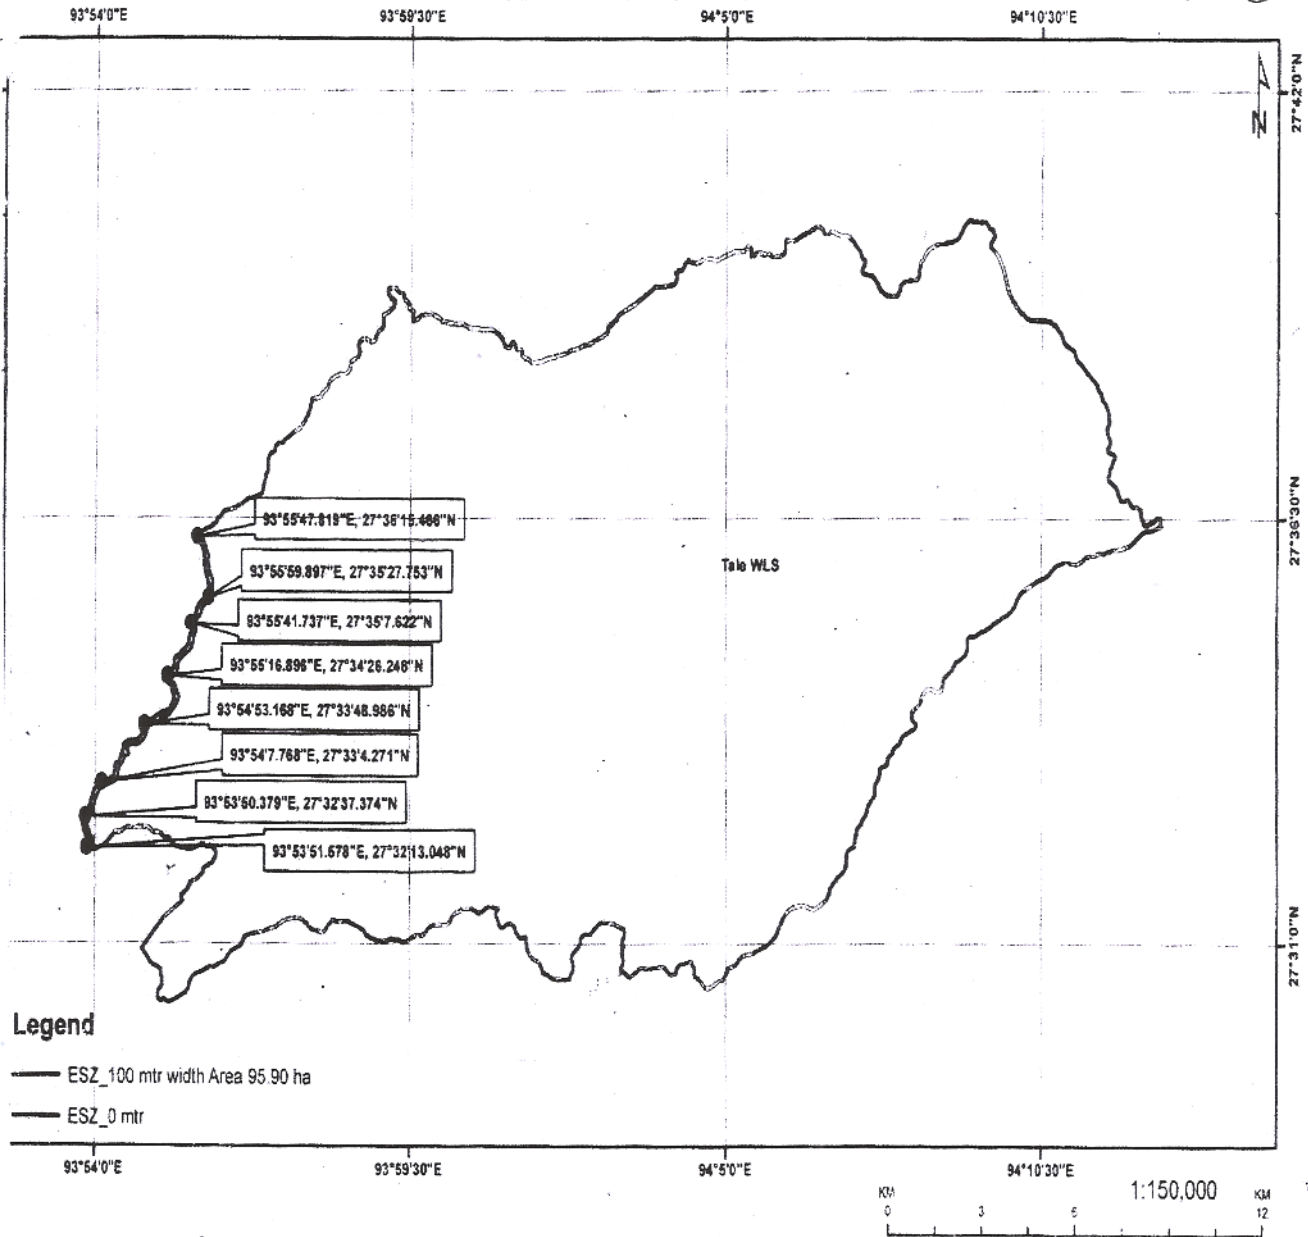 93°54'0"E 93°59'30"E 94°5'0"E 94°10'30"E
27°42'0"N
N
93°55'47.819"E, 27°36'15.466"N
27°36'30"N
Tale WLS
93°55'59.897"E, 27°35'27.753"N
93°55'41.737"E, 27°35'7.622"N
93°55'16.896"E, 27°34'26.248"N
93°54'53.168"E, 27°33'48.986"N
93°54'7.768"E, 27°33'4.271"N
93°53'50.379"E, 27°32'37.374"N
93°53'51.578"E, 27°32'13.048"N
27°31'0"N
Legend
ESZ_100 mtr width Area 95.90 ha
ESZ_0 mtr
93°54'0"E 93°59'30"E 94°5'0"E 94°10'30"E
1:150,000
KM KM
0 3 6 12